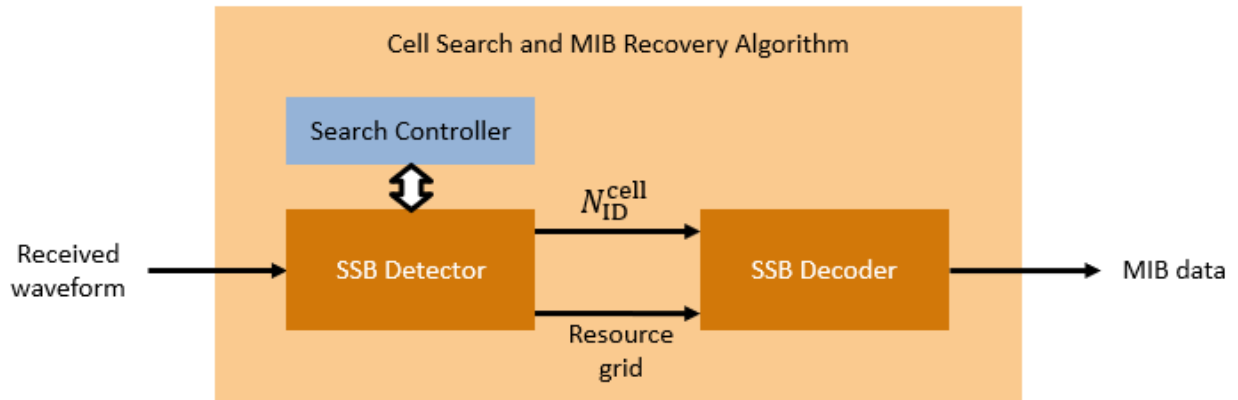 Cell Search and MIB Recovery Algorithm
Search Controller
Received
waveform
SSB Detector
N_ID^cell
Resource
grid
SSB Decoder
MIB data